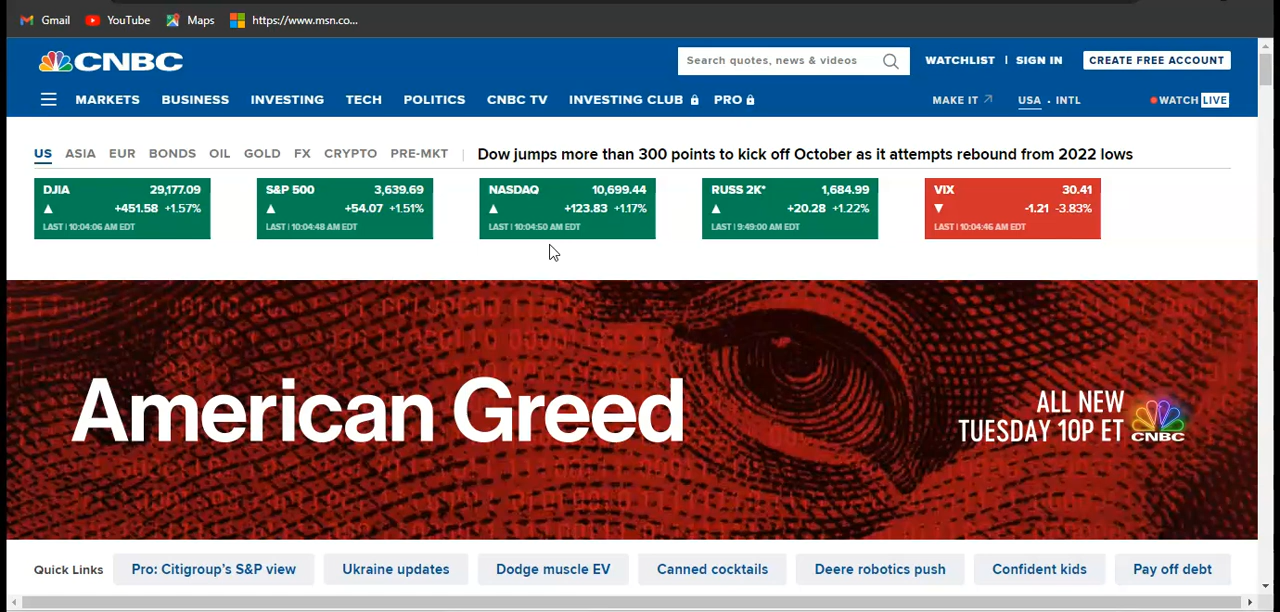 Gmail YouTube Maps https://www.msn.co...
CNBC Search quotes, news & videos WATCHLIST | SIGN IN CREATE FREE ACCOUNT
MARKETS BUSINESS INVESTING TECH POLITICS CNBC TV INVESTING CLUB PRO MAKE IT USA • INTL WATCH LIVE
US ASIA EUR BONDS OIL GOLD FX CRYPTO PRE-MKT | Dow jumps more than 300 points to kick off October as it attempts rebound from 2022 lows
DJIA 29,177.09
+451.58 +1.57%
LAST | 10:04:06 AM EDT
S&P 500 3,639.69
+54.07 +1.51%
LAST | 10:04:48 AM EDT
NASDAQ 10,699.44
+123.83 +1.17%
LAST | 10:04:50 AM EDT
RUSS 2K* 1,684.99
+20.28 +1.22%
LAST | 9:49:00 AM EDT
VIX 30.41
-1.21 -3.83%
LAST | 10:04:46 AM EDT
American Greed
ALL NEW
TUESDAY 10P ET
CNBC
Quick Links Pro: Citigroup's S&P view Ukraine updates Dodge muscle EV Canned cocktails Deere robotics push Confident kids Pay off debt